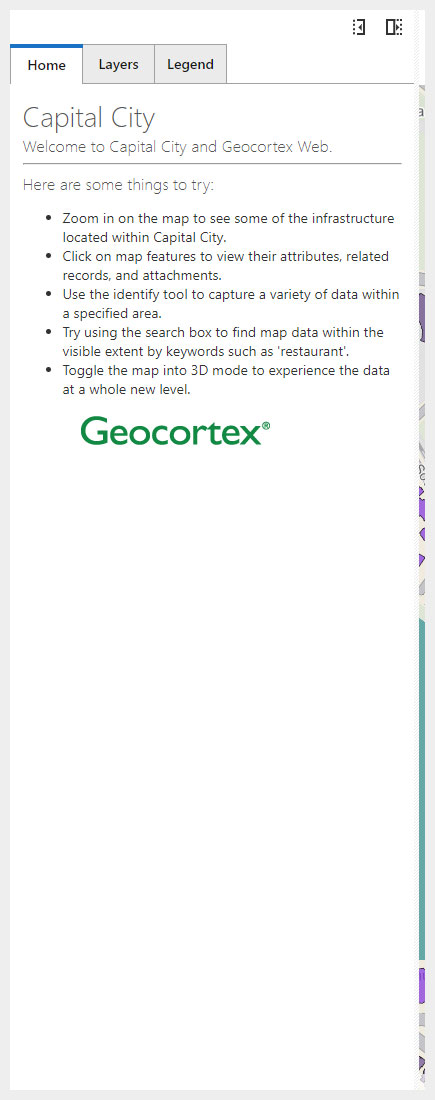 Home Layers Legend
Capital City
Welcome to Capital City and Geocortex Web.
Here are some things to try:
• Zoom in on the map to see some of the infrastructure
located within Capital City.
• Click on map features to view their attributes, related
records, and attachments.
• Use the identify tool to capture a variety of data within
a specified area.
• Try using the search box to find map data within the
visible extent by keywords such as 'restaurant'.
• Toggle the map into 3D mode to experience the data
at a whole new level.
Geocortex®